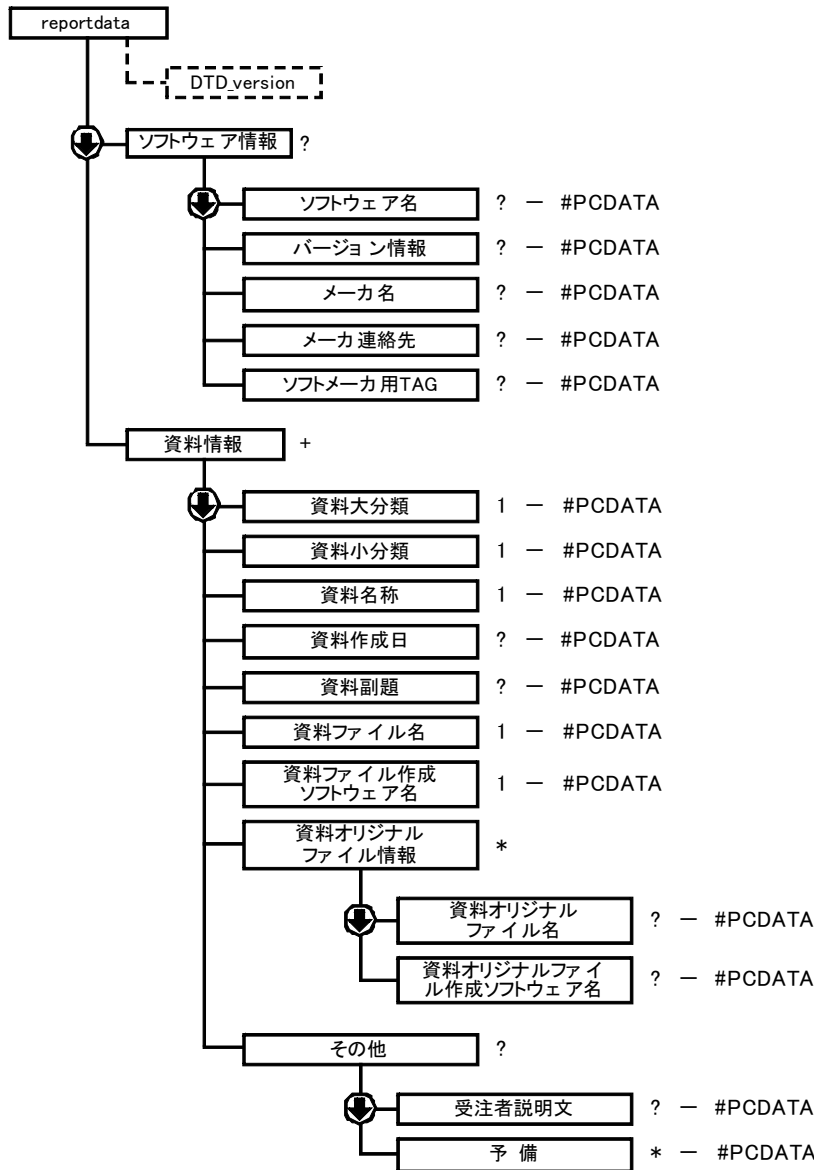 reportdata
DTD_version
ソフトウェア情報 ?
ソフトウェア名 ? － #PCDATA
バージョン情報 ? － #PCDATA
メーカ名 ? － #PCDATA
メーカ連絡先 ? － #PCDATA
ソフトメーカ用TAG ? － #PCDATA
資料情報 +
資料大分類 1 － #PCDATA
資料小分類 1 － #PCDATA
資料名称 1 － #PCDATA
資料作成日 ? － #PCDATA
資料副題 ? － #PCDATA
資料ファイル名 1 － #PCDATA
資料ファイル作成
ソフトウェア名 1 － #PCDATA
資料オリジナル
ファイル情報 *
資料オリジナル
ファイル名 ? － #PCDATA
資料オリジナルファイ
ル作成ソフトウェア名 ? － #PCDATA
その他 ?
受注者説明文 ? － #PCDATA
予 備 * － #PCDATA